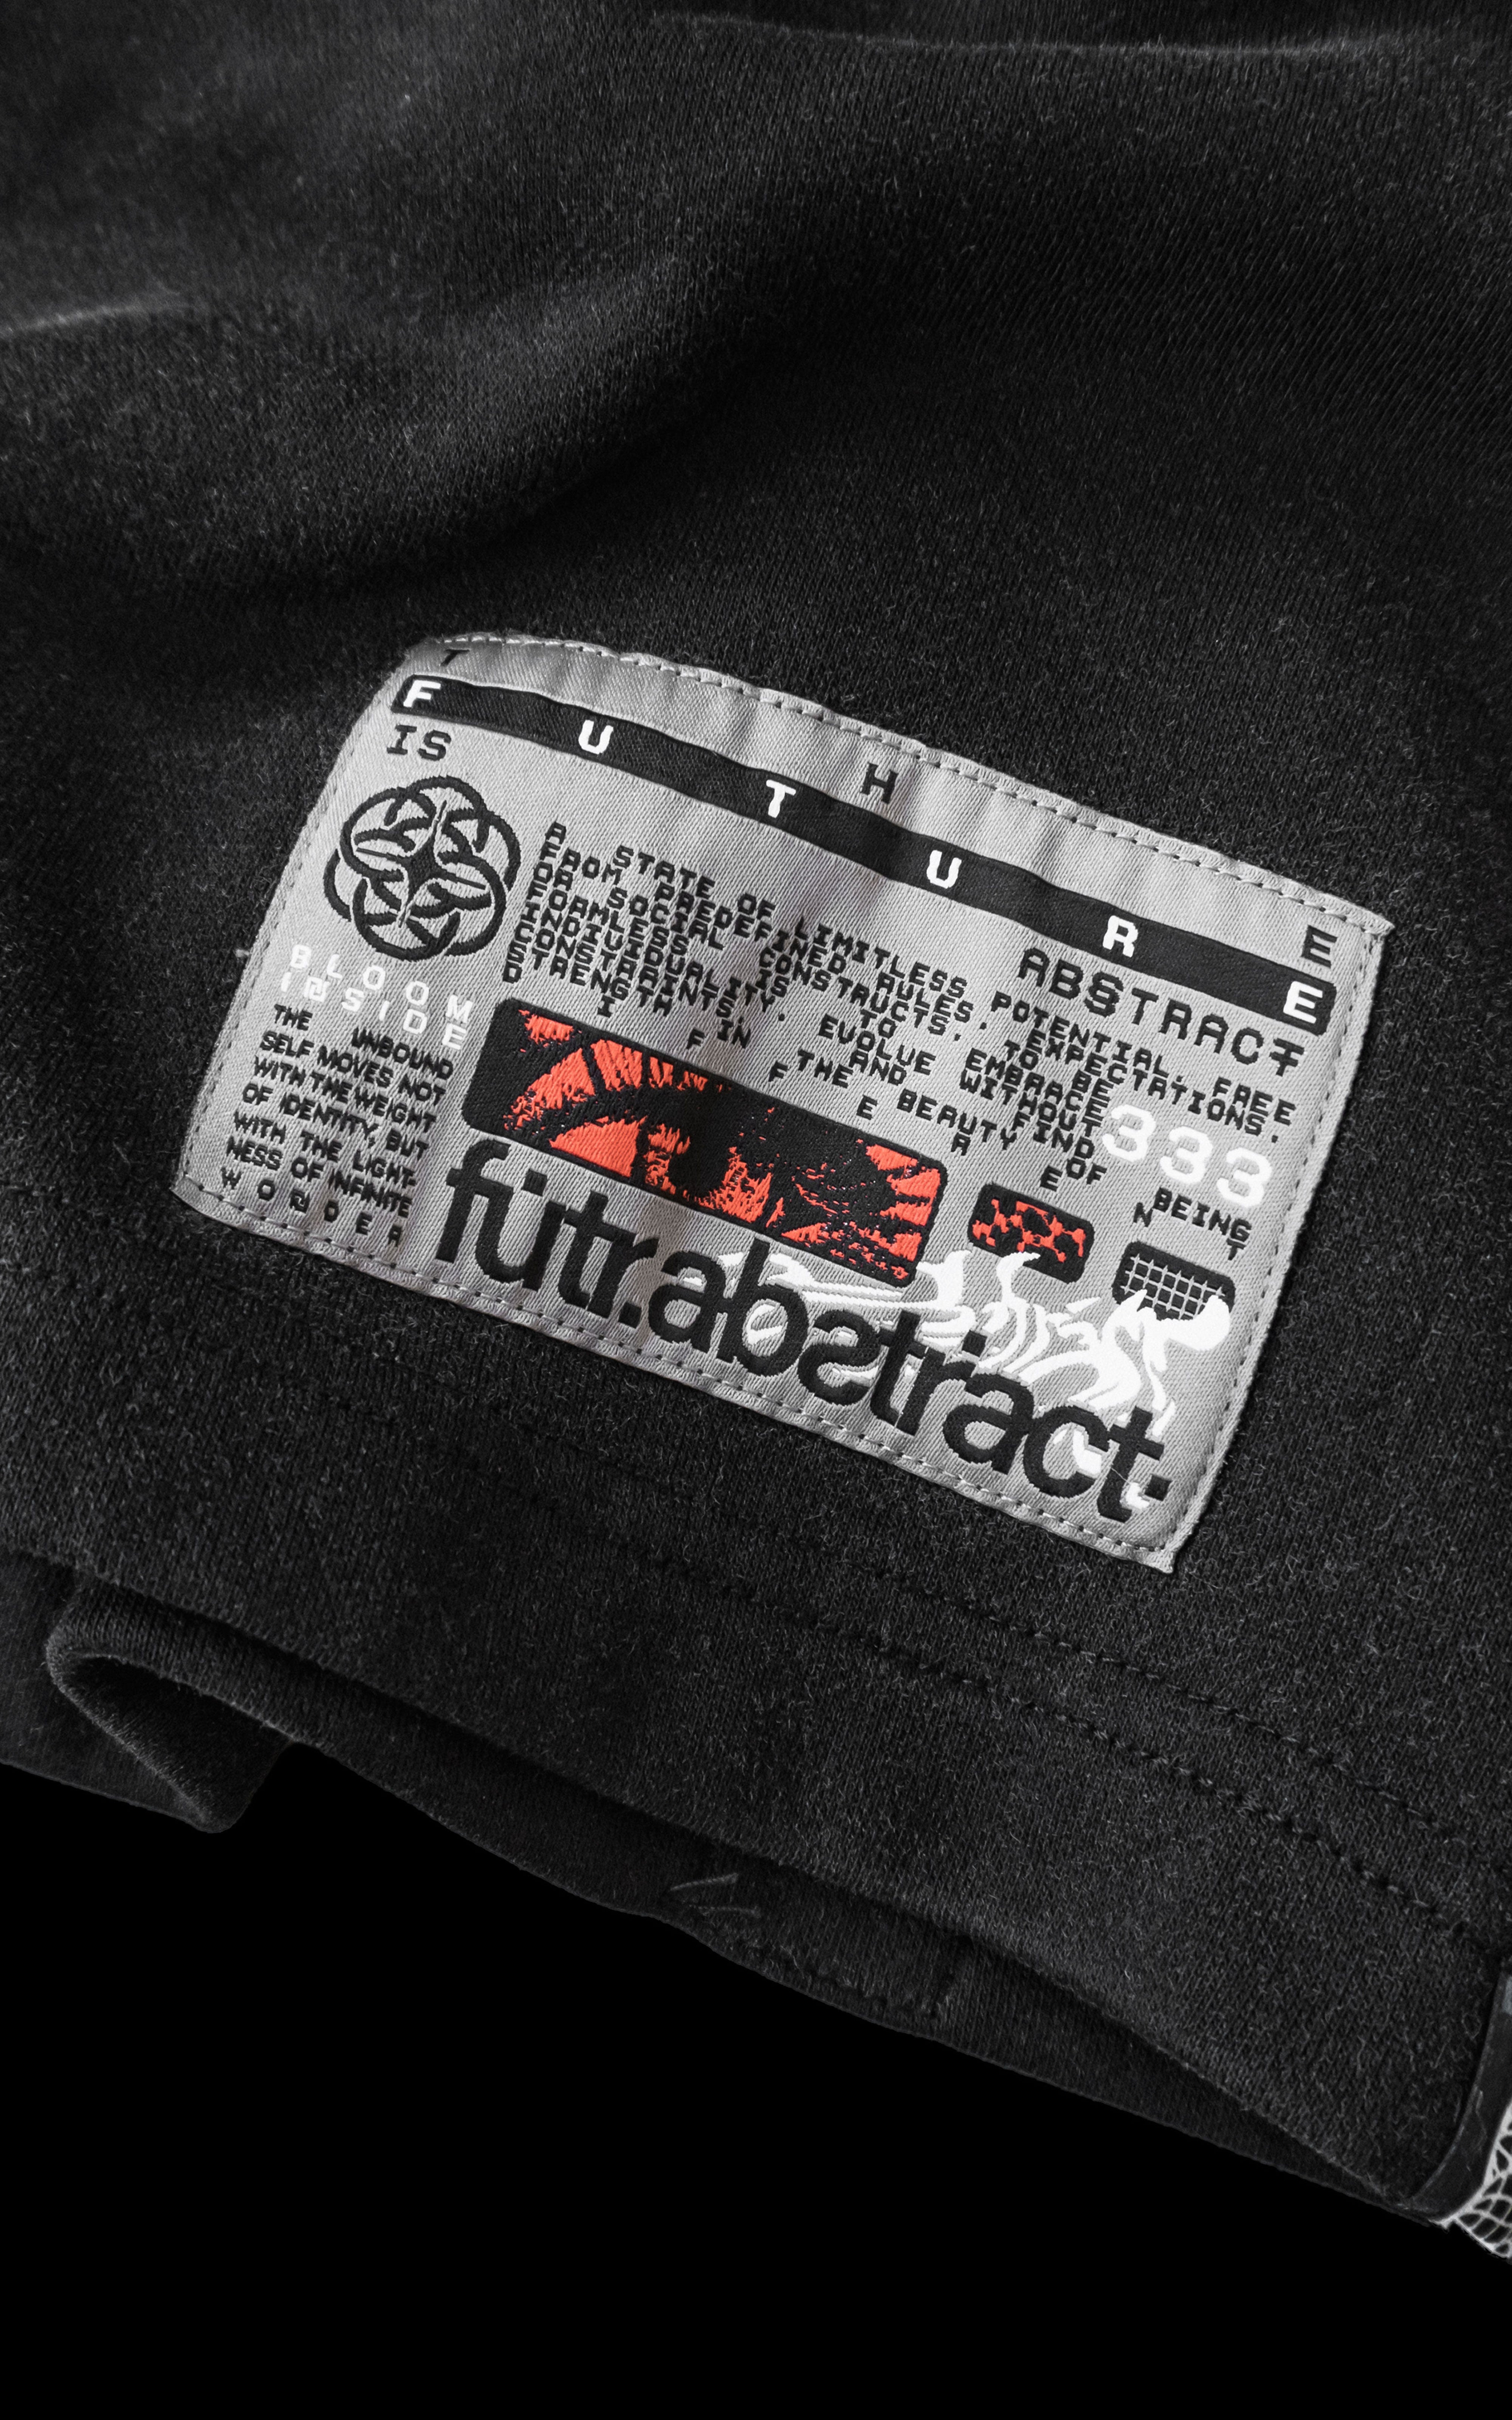 T H E
F U T U R E
IS ABSTRACT
A STATE OF LIMITLESS POTENTIAL, FREE
FROM PREDEFINED RULES, EXPECTATIONS,
OR SOCIAL CONSTRUCTS. TO BE
FORMLESS IS TO EMBRACE
INDIVIDUALITY, EVOLVE WITHOUT
CONSTRAINTS, AND FIND
STRENGTH IN THE BEAUTY OF BEING
D I F F E R E N T
333
BLOOM
INSIDE
THE UNBOUND
SELF MOVES NOT
WITH THE WEIGHT
OF IDENTITY, BUT
WITH THE LIGHT-
NESS OF INFINITE
W O N D E R
fütr.abstract.